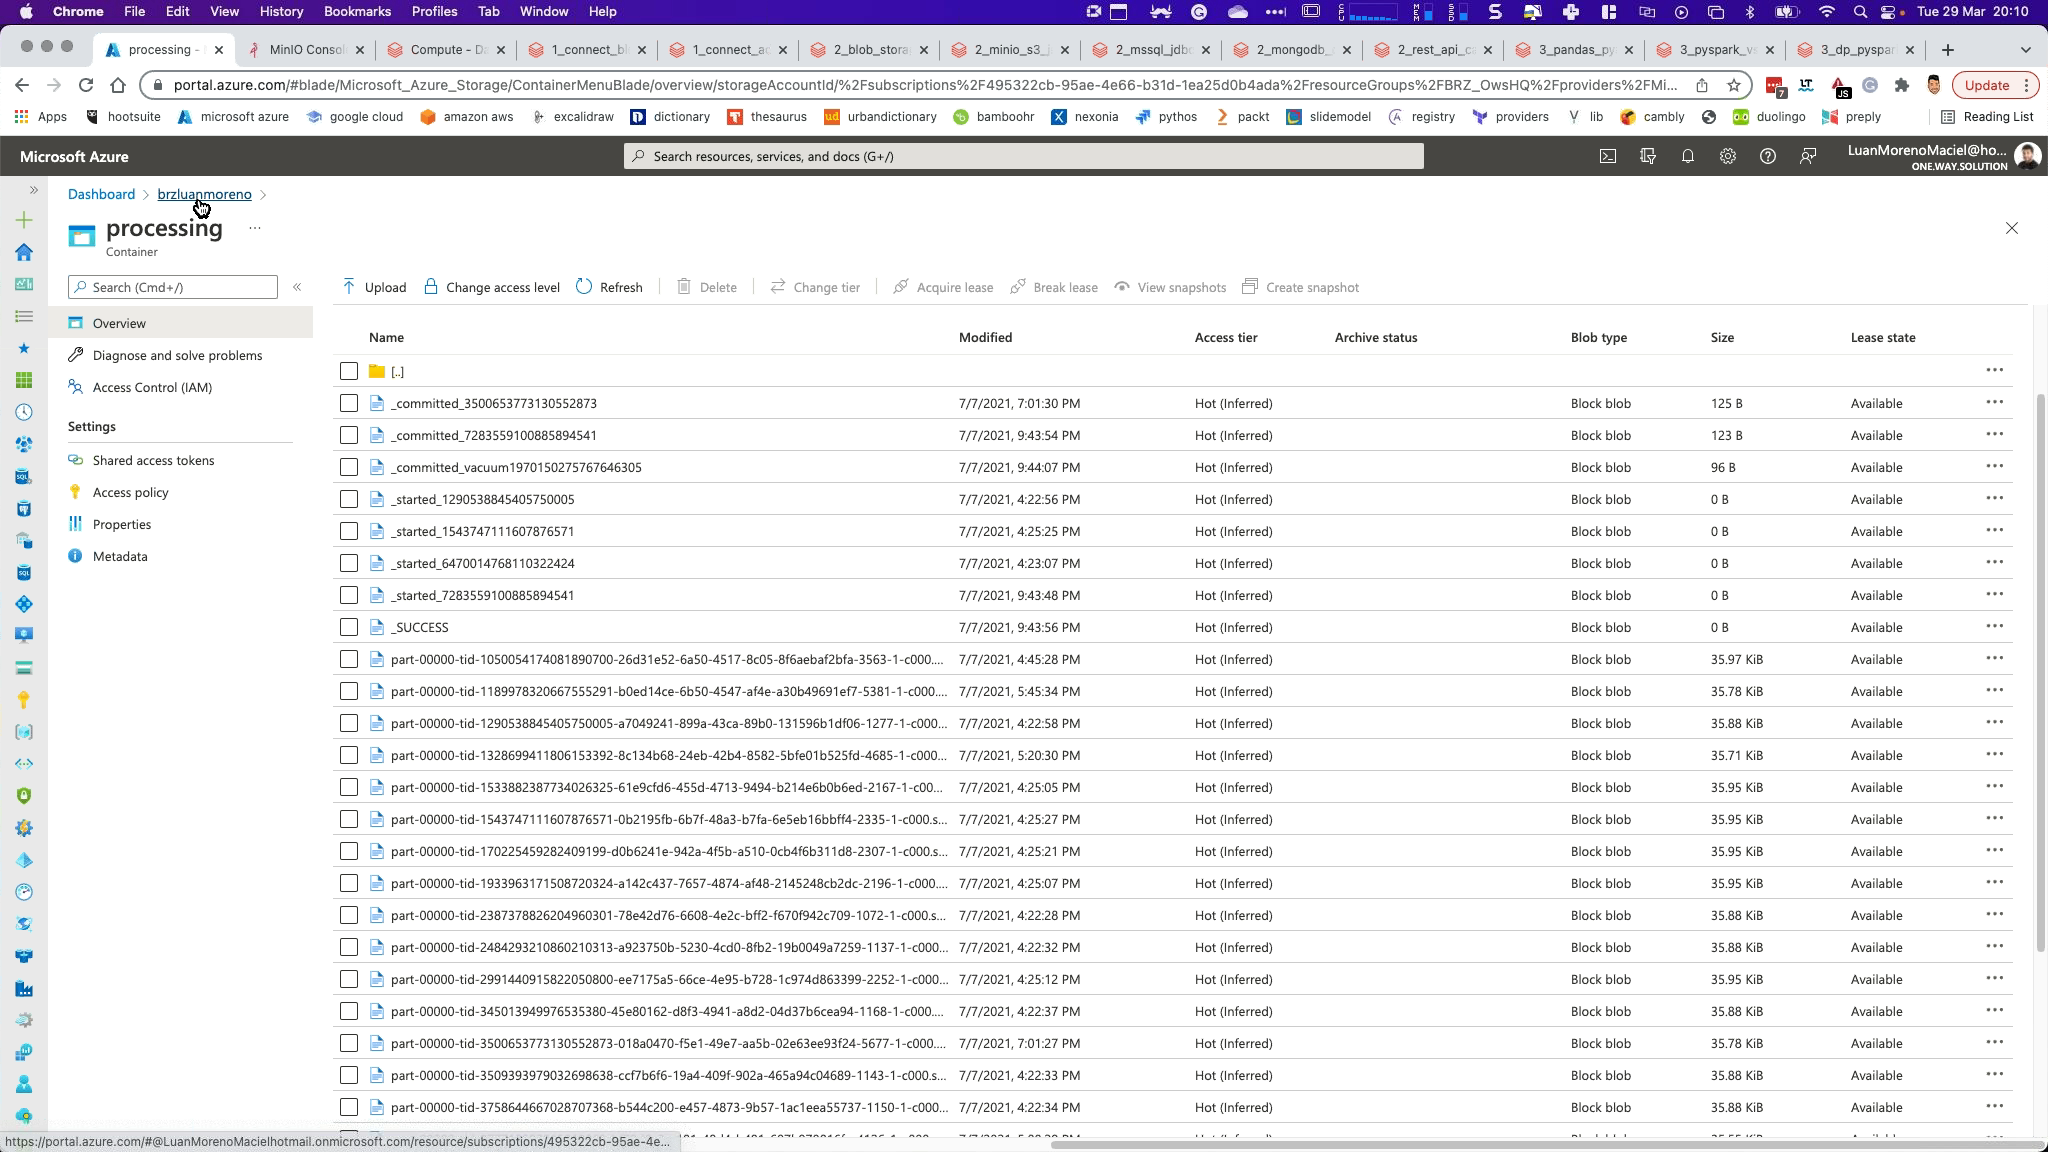 Chrome File Edit View History Bookmarks Profiles Tab Window Help Tue 29 Mar 20:10
processing - MinIO Consol Compute - D 1_connect_bl 1_connect_a 2_blob_stora 2_minio_s3_ 2_mssql_jdb 2_mongodb_ 2_rest_api_c 3_pandas_py 3_pyspark_v 3_dp_pyspar
portal.azure.com/#blade/Microsoft_Azure_Storage/ContainerMenuBlade/overview/storageAccountId/%2Fsubscriptions%2F495322cb-95ae-4e66-b31d-1ea25d0b4ada%2FresourceGroups%2FBRZ_OwsHQ%2Fproviders%2FMi... Update
Apps hootsuite microsoft azure google cloud amazon aws excalidraw dictionary thesaurus urbandictionary bamboohr nexonia pythos packt slidemodel registry providers lib cambly duolingo preply Reading List
Microsoft Azure Search resources, services, and docs (G+/) LuanMorenoMaciel@ho...
ONE.WAY.SOLUTION
Dashboard > brzluanmoreno >
processing ...
Container
Search (Cmd+/) « Upload Change access level Refresh Delete Change tier Acquire lease Break lease View snapshots Create snapshot
Overview
Diagnose and solve problems
Access Control (IAM)
Settings
Shared access tokens
Access policy
Properties
Metadata
Name Modified Access tier Archive status Blob type Size Lease state
[..]
_committed_3500653773130552873 7/7/2021, 7:01:30 PM Hot (Inferred) Block blob 125 B Available
_committed_7283559100885894541 7/7/2021, 9:43:54 PM Hot (Inferred) Block blob 123 B Available
_committed_vacuum1970150275767646305 7/7/2021, 9:44:07 PM Hot (Inferred) Block blob 96 B Available
_started_1290538845405750005 7/7/2021, 4:22:56 PM Hot (Inferred) Block blob 0 B Available
_started_1543747111607876571 7/7/2021, 4:25:25 PM Hot (Inferred) Block blob 0 B Available
_started_6470014768110322424 7/7/2021, 4:23:07 PM Hot (Inferred) Block blob 0 B Available
_started_7283559100885894541 7/7/2021, 9:43:48 PM Hot (Inferred) Block blob 0 B Available
_SUCCESS 7/7/2021, 9:43:56 PM Hot (Inferred) Block blob 0 B Available
part-00000-tid-1050054174081890700-26d31e52-6a50-4517-8c05-8f6aebaf2bfa-3563-1-c000.... 7/7/2021, 4:45:28 PM Hot (Inferred) Block blob 35.97 KiB Available
part-00000-tid-1189978320667555291-b0ed14ce-6b50-4547-af4e-a30b49691ef7-5381-1-c000.... 7/7/2021, 5:45:34 PM Hot (Inferred) Block blob 35.78 KiB Available
part-00000-tid-1290538845405750005-a7049241-899a-43ca-89b0-131596b1df06-1277-1-c000... 7/7/2021, 4:22:58 PM Hot (Inferred) Block blob 35.88 KiB Available
part-00000-tid-1328699411806153392-8c134b68-24eb-42b4-8582-5bfe01b525fd-4685-1-c000... 7/7/2021, 5:20:30 PM Hot (Inferred) Block blob 35.71 KiB Available
part-00000-tid-1533882387734026325-61e9cfd6-455d-4713-9494-b214e6b0b6ed-2167-1-c00... 7/7/2021, 4:25:05 PM Hot (Inferred) Block blob 35.95 KiB Available
part-00000-tid-1543747111607876571-0b2195fb-6b7f-48a3-b7fa-6e5eb16bbff4-2335-1-c000.s... 7/7/2021, 4:25:27 PM Hot (Inferred) Block blob 35.95 KiB Available
part-00000-tid-170225459282409199-d0b6241e-942a-4f5b-a510-0cb4f6b311d8-2307-1-c000.... 7/7/2021, 4:25:21 PM Hot (Inferred) Block blob 35.95 KiB Available
part-00000-tid-1933963171508720324-a142c437-7657-4874-af48-2145248cb2dc-2196-1-c000.... 7/7/2021, 4:25:07 PM Hot (Inferred) Block blob 35.95 KiB Available
part-00000-tid-2387378826204960301-78e42d76-6608-4e2c-bff2-f670f942c709-1072-1-c000.s... 7/7/2021, 4:22:28 PM Hot (Inferred) Block blob 35.88 KiB Available
part-00000-tid-2484293210860210313-a923750b-5230-4cd0-8fb2-19b0049a7259-1137-1-c000... 7/7/2021, 4:22:32 PM Hot (Inferred) Block blob 35.88 KiB Available
part-00000-tid-2991440915822050800-ee7175a5-66ce-4e95-b728-1c974d863399-2252-1-c000... 7/7/2021, 4:25:12 PM Hot (Inferred) Block blob 35.95 KiB Available
part-00000-tid-345013949976535380-45e80162-d8f3-4941-a8d2-04d37b6cea94-1168-1-c000.... 7/7/2021, 4:22:37 PM Hot (Inferred) Block blob 35.88 KiB Available
part-00000-tid-3500653773130552873-018a0470-f5e1-49e7-aa5b-02e63ee93f24-5677-1-c000.... 7/7/2021, 7:01:27 PM Hot (Inferred) Block blob 35.78 KiB Available
part-00000-tid-3509393979032698638-ccf7b6f6-19a4-409f-902a-465a94c04689-1143-1-c000.s... 7/7/2021, 4:22:33 PM Hot (Inferred) Block blob 35.88 KiB Available
part-00000-tid-3758644667028707368-b544c200-e457-4873-9b57-1ac1eea55737-1150-1-c000... 7/7/2021, 4:22:34 PM Hot (Inferred) Block blob 35.88 KiB Available
https://portal.azure.com/#@LuanMorenoMacielhotmail.onmicrosoft.com/resource/subscriptions/495322cb-95ae-4e...